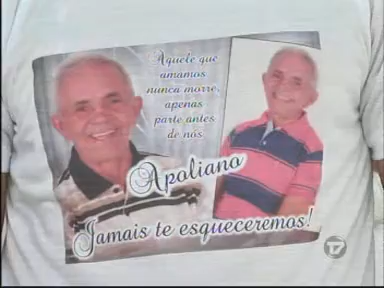 Aquele que
amamos
nunca morre,
apenas
parte antes
de nós
Apoliano
Jamais te esqueceremos!